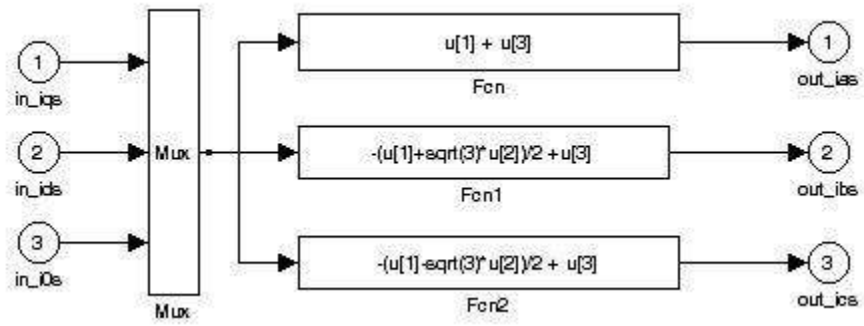 1
in_iqs
2
in_ids
3
in_i0s
Mux
Mux
u[1] + u[3]
Fcn
-(u[1]+sqrt(3)*u[2])/2 +u[3]
Fcn1
-(u[1]-sqrt(3)*u[2])/2 + u[3]
Fcn2
1
out_ias
2
out_ibs
3
out_ics